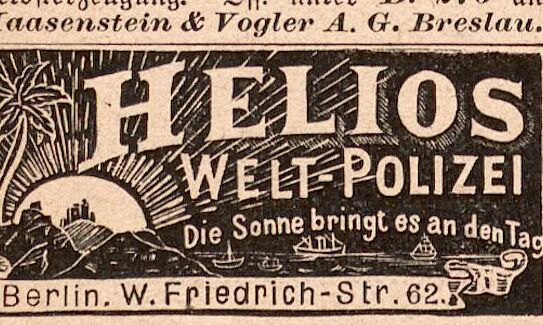 Haasenstein & Vogler A. G. Breslau.
HELIOS
WELT-POLIZEI
Die Sonne bringt es an den Tag
Berlin. W. Friedrich-Str. 62.